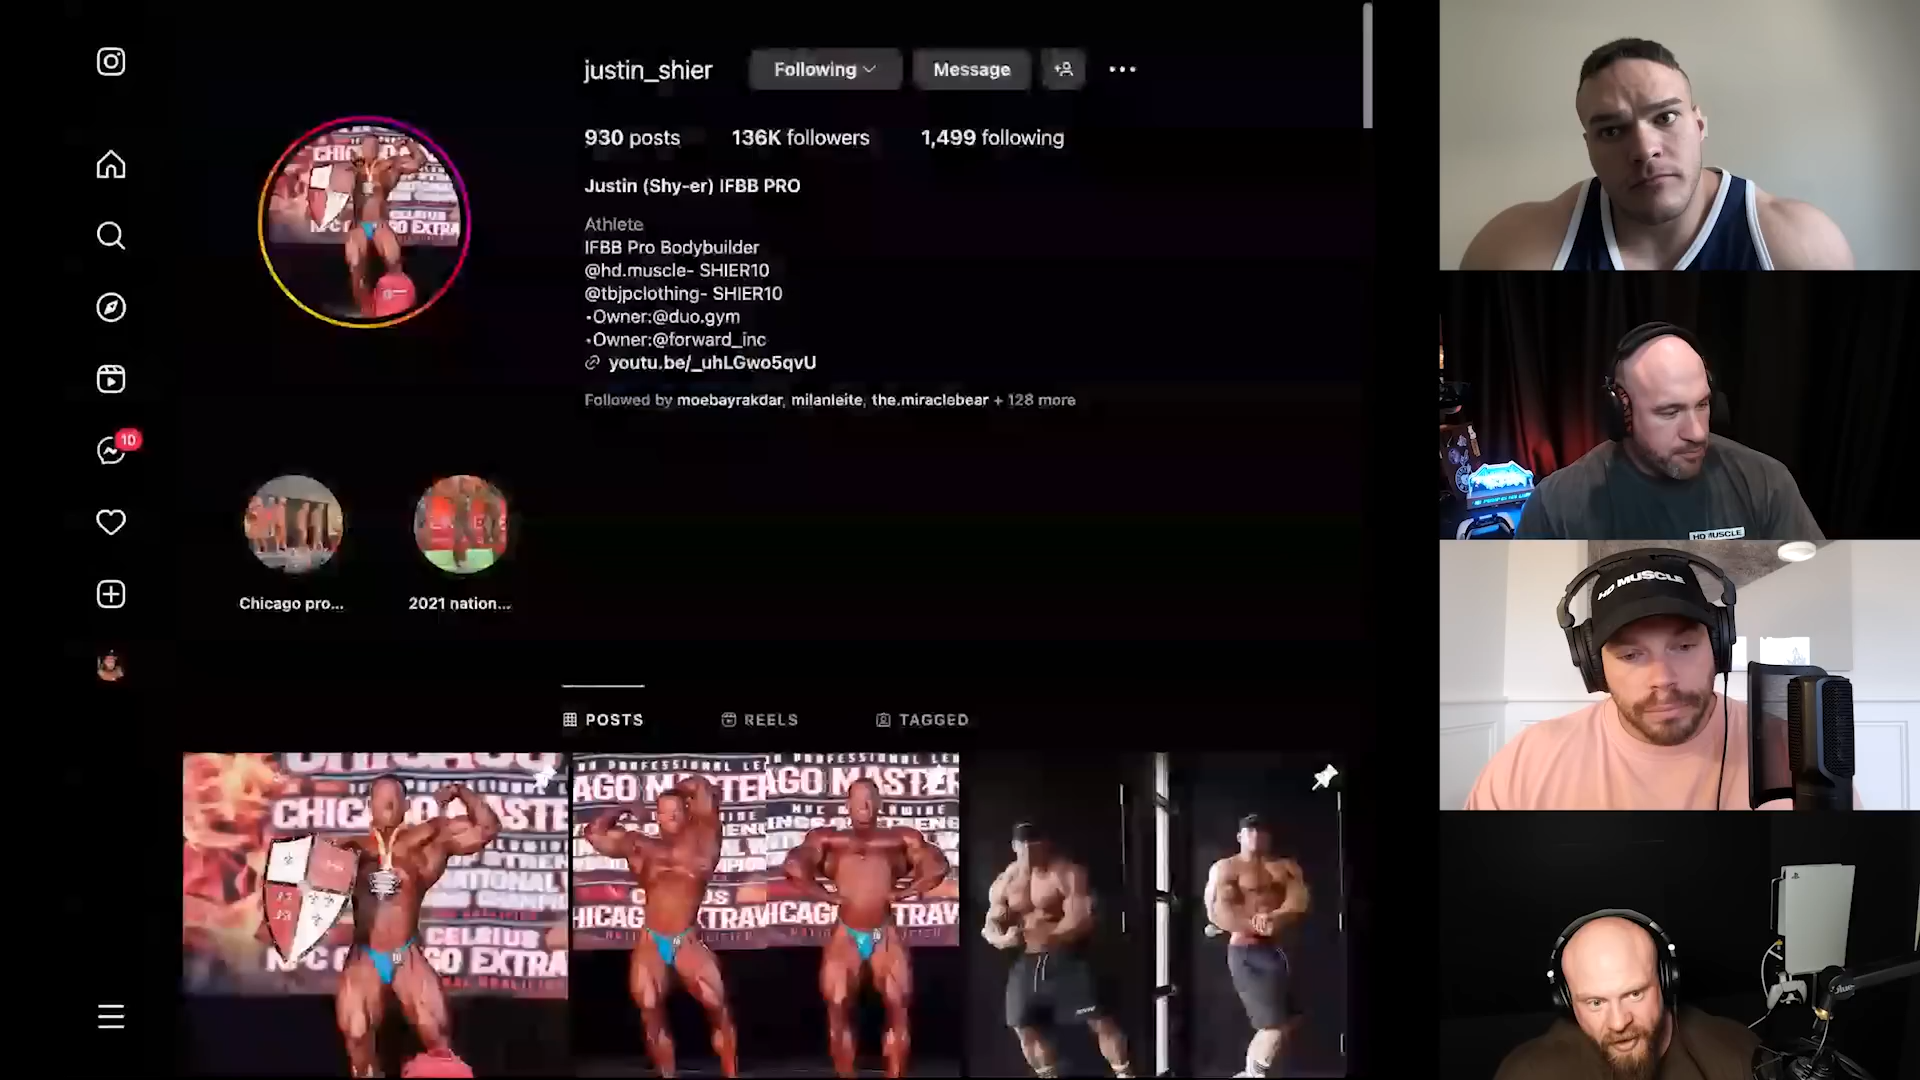 justin_shier
Following
Message
930 posts
136K followers
1,499 following
Justin (Shy-er) IFBB PRO
Athlete
IFBB Pro Bodybuilder
@hd.muscle- SHIER10
@tbjpclothing- SHIER10
•Owner:@duo.gym
•Owner:@forward_inc
youtu.be/_uhLGwo5qvU
Followed by moebayrakdar, milanleite, the.miraclebear + 128 more
10
Chicago pro...
2021 nation...
POSTS
REELS
TAGGED
HD MUSCLE
HD MUSCLE